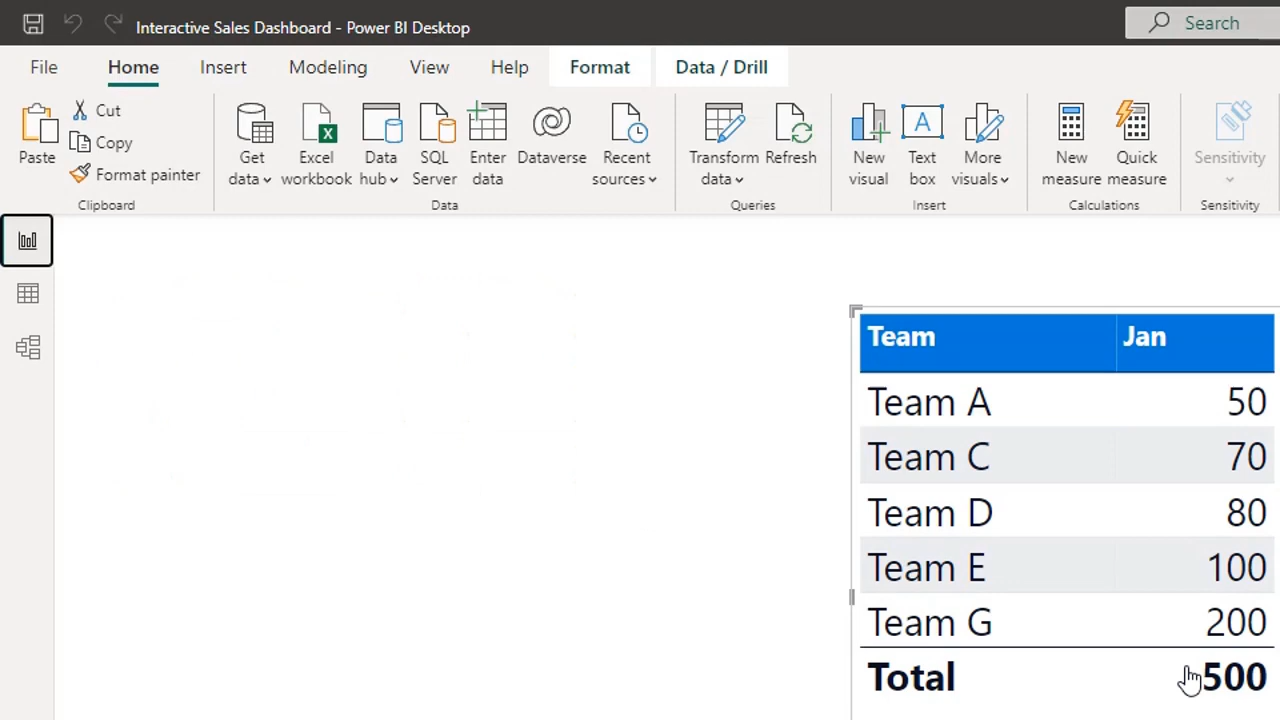 Interactive Sales Dashboard - Power BI Desktop
Search
File Home Insert Modeling View Help Format Data / Drill
Paste
Cut
Copy
Format painter
Clipboard
Get data
Excel workbook
Data hub
SQL Server
Enter data
Dataverse
Recent sources
Data
Transform data
Refresh
Queries
New visual
Text box
More visuals
Insert
New measure
Quick measure
Calculations
Sensitivity
Sensitivity
Team Jan
Team A 50
Team C 70
Team D 80
Team E 100
Team G 200
Total 500